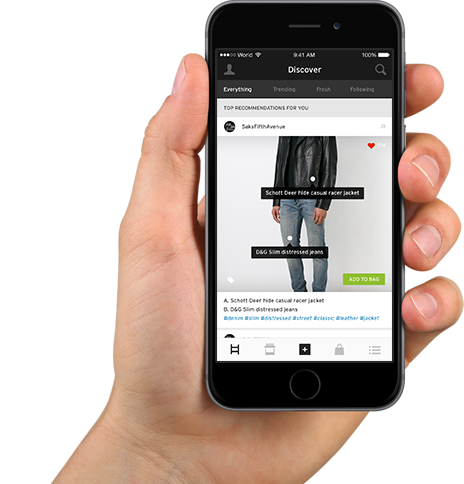 World 9:41 AM 100%
Discover
Everything Trending Fresh Following
TOP RECOMMENDATIONS FOR YOU
SaksFifthAvenue
Schott Deer hide casual racer jacket
D&G Slim distressed jeans
ADD TO BAG
A. Schott Deer hide casual racer jacket
B. D&G Slim distressed jeans
#denim #slim #distressed #street #classic #leather #jacket